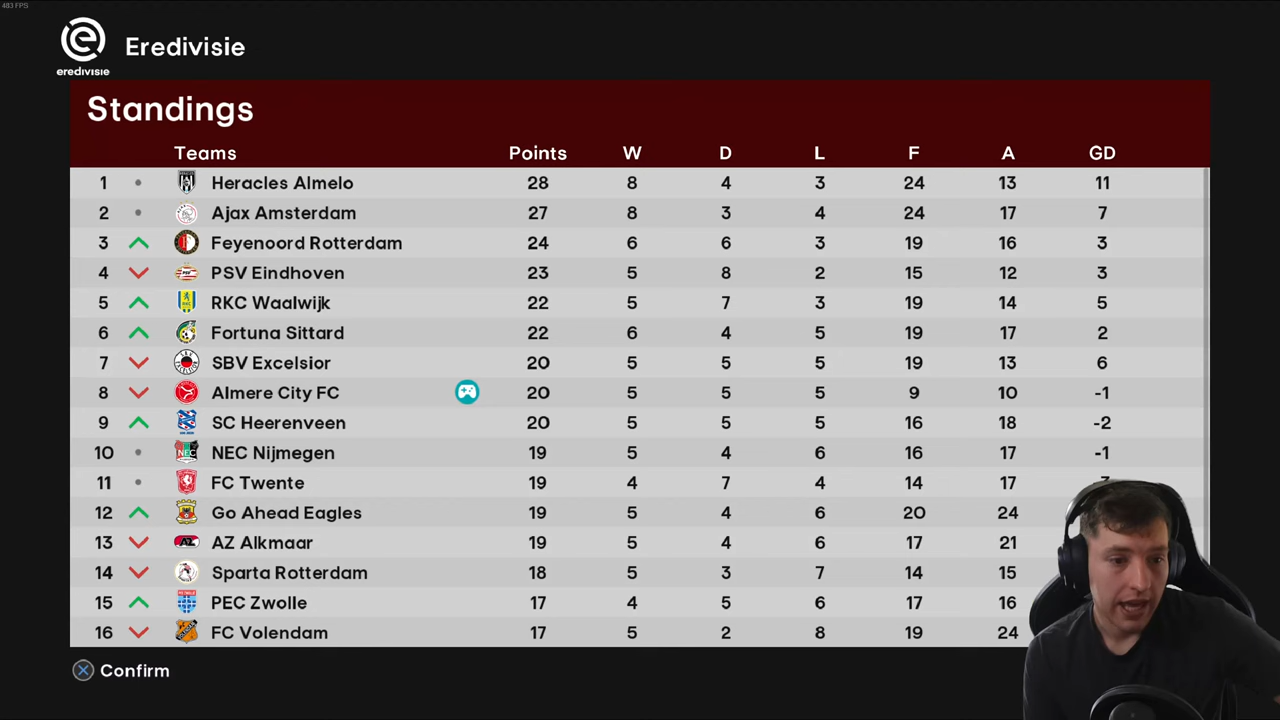 483 FPS
eredivisie
Eredivisie
Standings
Teams Points W D L F A GD
1 Heracles Almelo 28 8 4 3 24 13 11
2 Ajax Amsterdam 27 8 3 4 24 17 7
3 Feyenoord Rotterdam 24 6 6 3 19 16 3
4 PSV Eindhoven 23 5 8 2 15 12 3
5 RKC Waalwijk 22 5 7 3 19 14 5
6 Fortuna Sittard 22 6 4 5 19 17 2
7 SBV Excelsior 20 5 5 5 19 13 6
8 Almere City FC 20 5 5 5 9 10 -1
9 SC Heerenveen 20 5 5 5 16 18 -2
10 NEC Nijmegen 19 5 4 6 16 17 -1
11 FC Twente 19 4 7 4 14 17
12 Go Ahead Eagles 19 5 4 6 20 24
13 AZ Alkmaar 19 5 4 6 17 21
14 Sparta Rotterdam 18 5 3 7 14 15
15 PEC Zwolle 17 4 5 6 17 16
16 FC Volendam 17 5 2 8 19 24
Confirm